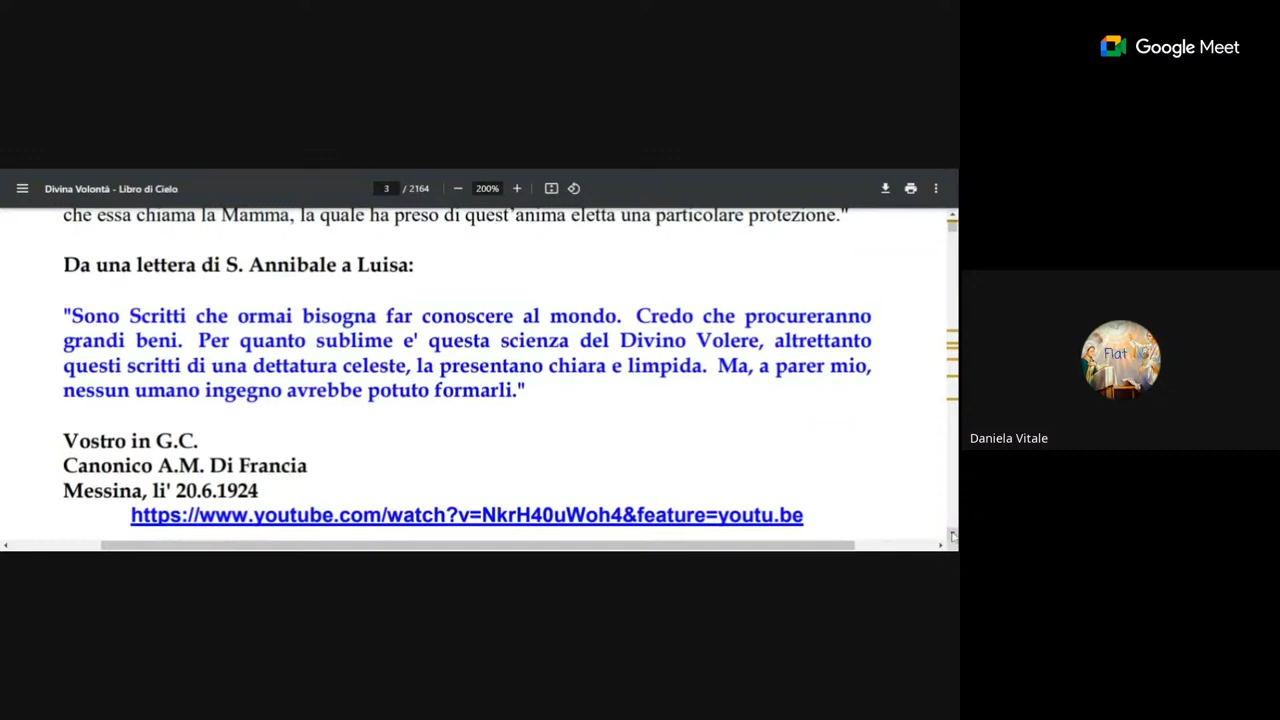 Google Meet
Divina Volontà - Libro di Cielo
3 / 2164
200%
che essa chiama la Mamma, la quale ha preso di quest'anima eletta una particolare protezione."
Da una lettera di S. Annibale a Luisa:
"Sono Scritti che ormai bisogna far conoscere al mondo. Credo che procureranno
grandi beni. Per quanto sublime e' questa scienza del Divino Volere, altrettanto
questi scritti di una dettatura celeste, la presentano chiara e limpida. Ma, a parer mio,
nessun umano ingegno avrebbe potuto formarli."
Vostro in G.C.
Canonico A.M. Di Francia
Messina, li' 20.6.1924
https://www.youtube.com/watch?v=NkrH40uWoh4&feature=youtu.be
Fiat
Daniela Vitale